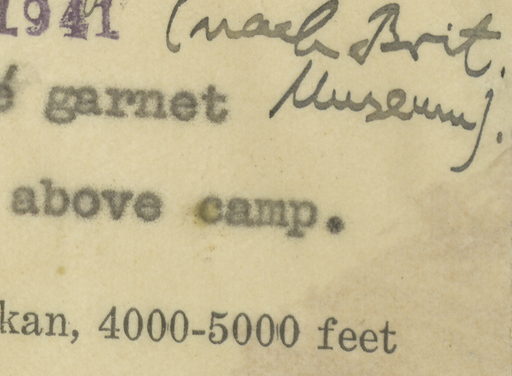 1941 (nach Brit.
é garnet Museum).
above camp.
kan, 4000-5000 feet